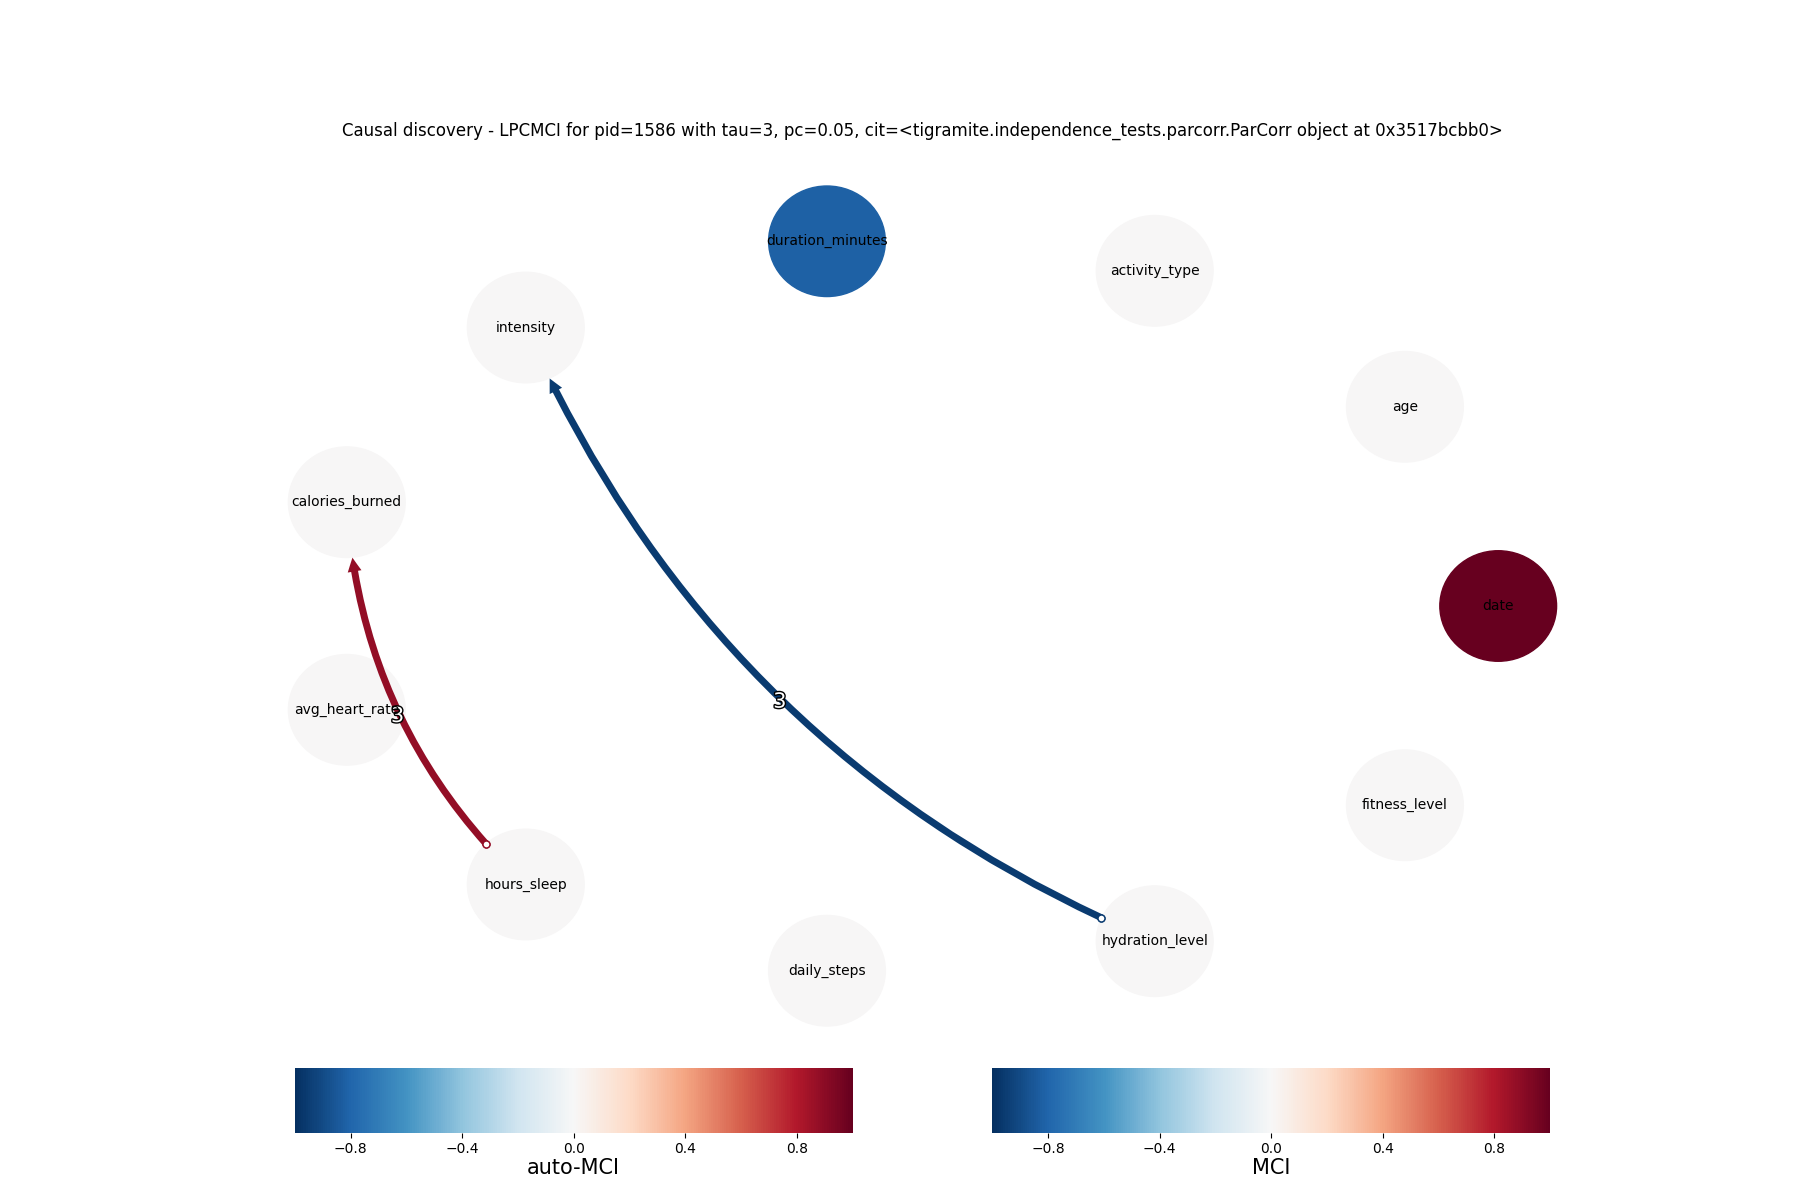 Causal discovery - LPCMCI for pid=1586 with tau=3, pc=0.05, cit=<tigramite.independence_tests.parcorr.ParCorr object at 0x3517bcbb0>
duration_minutes
activity_type
intensity
age
calories_burned
date
3
avg_heart_rate
3
fitness_level
hours_sleep
hydration_level
daily_steps
−0.8 −0.4 0.0 0.4 0.8
auto-MCI
−0.8 −0.4 0.0 0.4 0.8
MCI